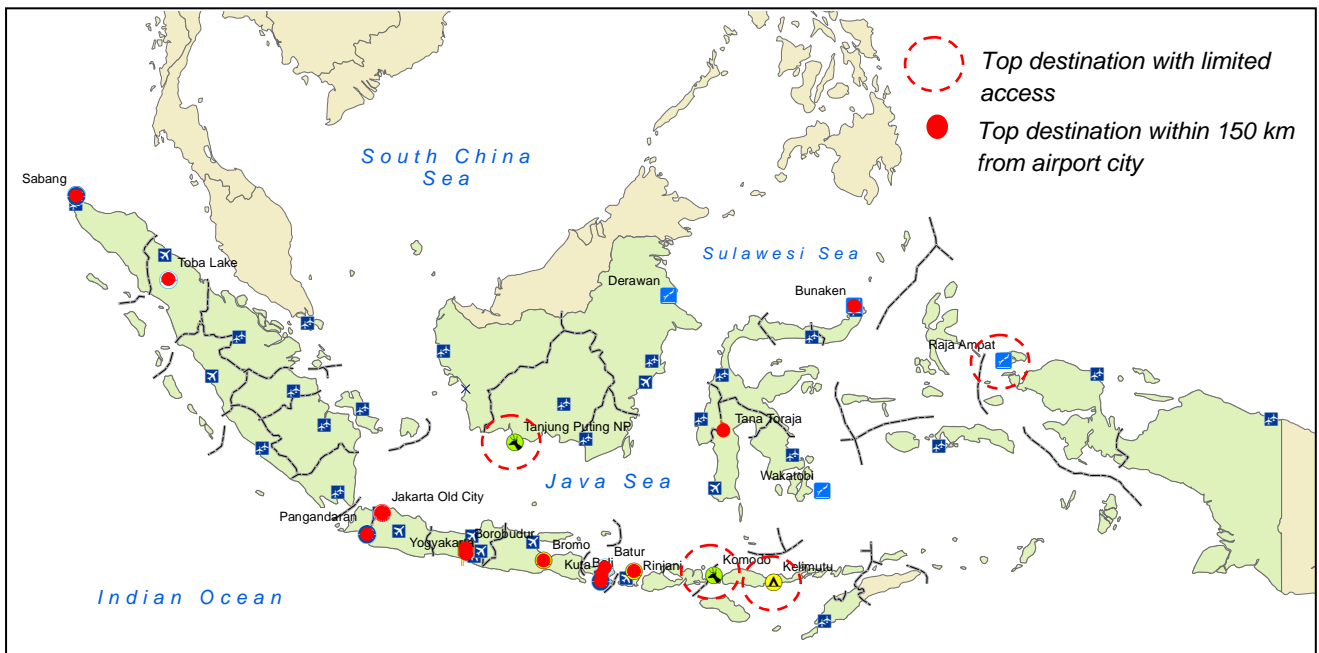 Top destination with limited
access
Top destination within 150 km
from airport city
South China
Sea
Sabang
Sulawesi Sea
Toba Lake
Derawan
Bunaken
Raja Ampat
Tana Toraja
Tanjung Puting NP
Wakatobi
Java Sea
Jakarta Old City
Pangandaran
Yogyakarta
Borobudur
Bromo
Batur
Kuta
Bali
Rinjani
Komodo
Kelimutu
Indian Ocean